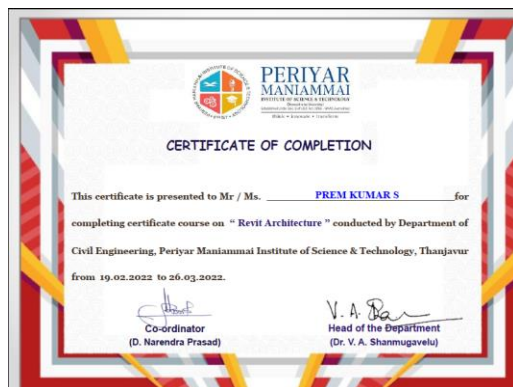 PERIYAR
MANIAMMAI
INSTITUTE OF SCIENCE & TECHNOLOGY
CERTIFICATE OF COMPLETION
This certificate is presented to Mr / Ms. PREM KUMAR S for
completing certificate course on “ Revit Architecture ” conducted by Department of
Civil Engineering, Periyar Maniammai Institute of Science & Technology, Thanjavur
from 19.02.2022 to 26.03.2022.
V. A.
Co-ordinator
(D. Narendra Prasad)
Head of the Department
(Dr. V. A. Shanmugavelu)